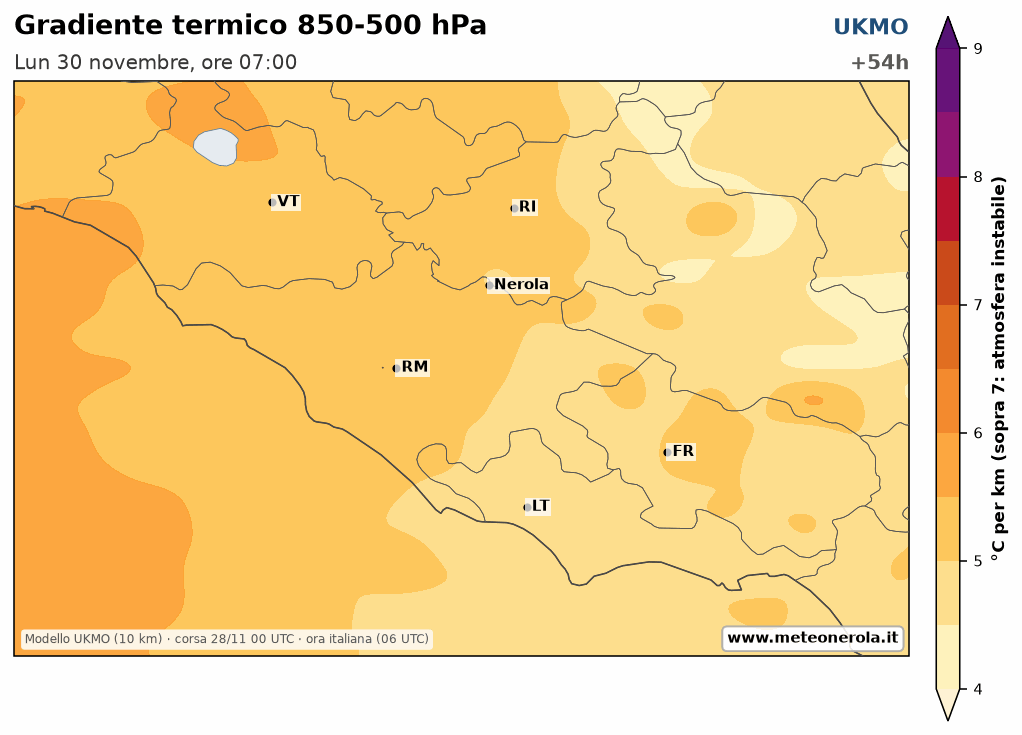 Gradiente termico 850-500 hPa
UKMO
Lun 30 novembre, ore 07:00
+54h
VT
RI
Nerola
RM
FR
LT
Modello UKMO (10 km) · corsa 28/11 00 UTC · ora italiana (06 UTC)
www.meteonerola.it
9
8
7
6
5
4
°C per km (sopra 7: atmosfera instabile)